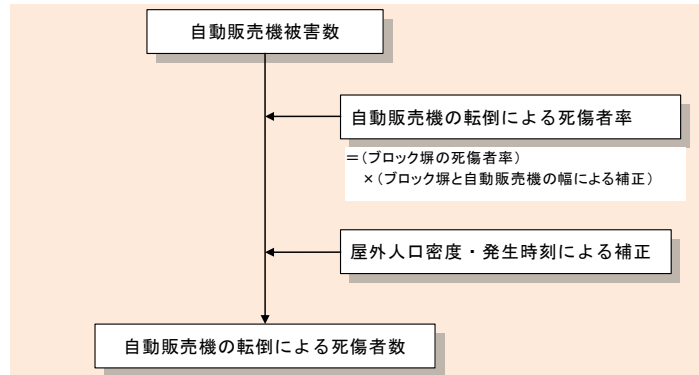 自動販売機被害数
自動販売機の転倒による死傷者率
＝(ブロック塀の死傷者率)
×(ブロック塀と自動販売機の幅による補正)
屋外人口密度・発生時刻による補正
自動販売機の転倒による死傷者数